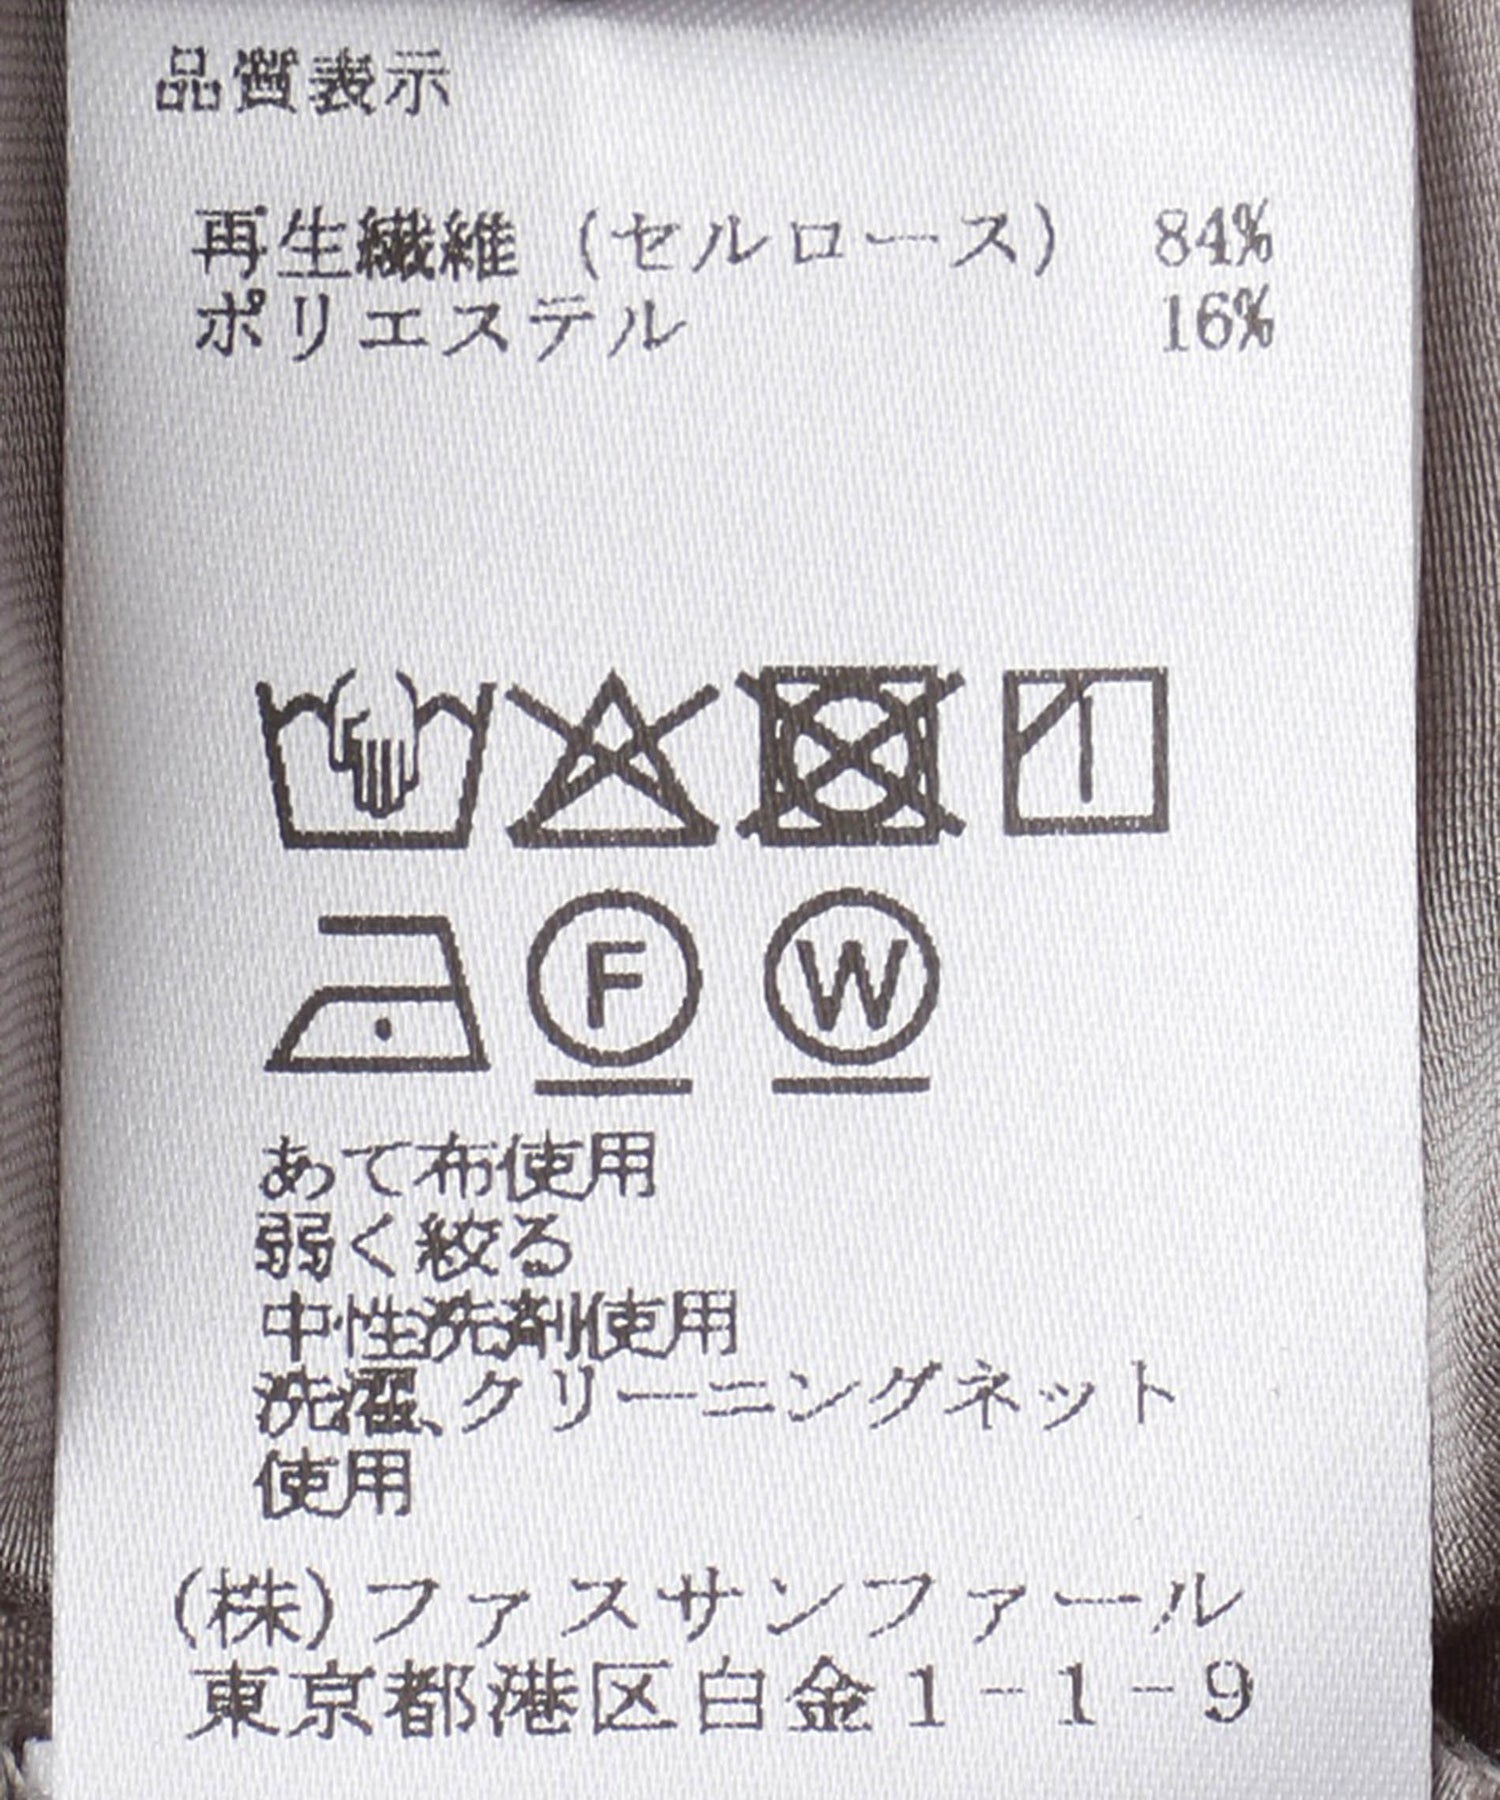 品質表示
再生繊維 (セルロース) 84%
ポリエステル 16%
F W
あて布使用
弱く絞る
中性洗剤使用
洗濯、クリーニングネット
使用
(株)ファスサンファール
東京都港区白金1-1-9